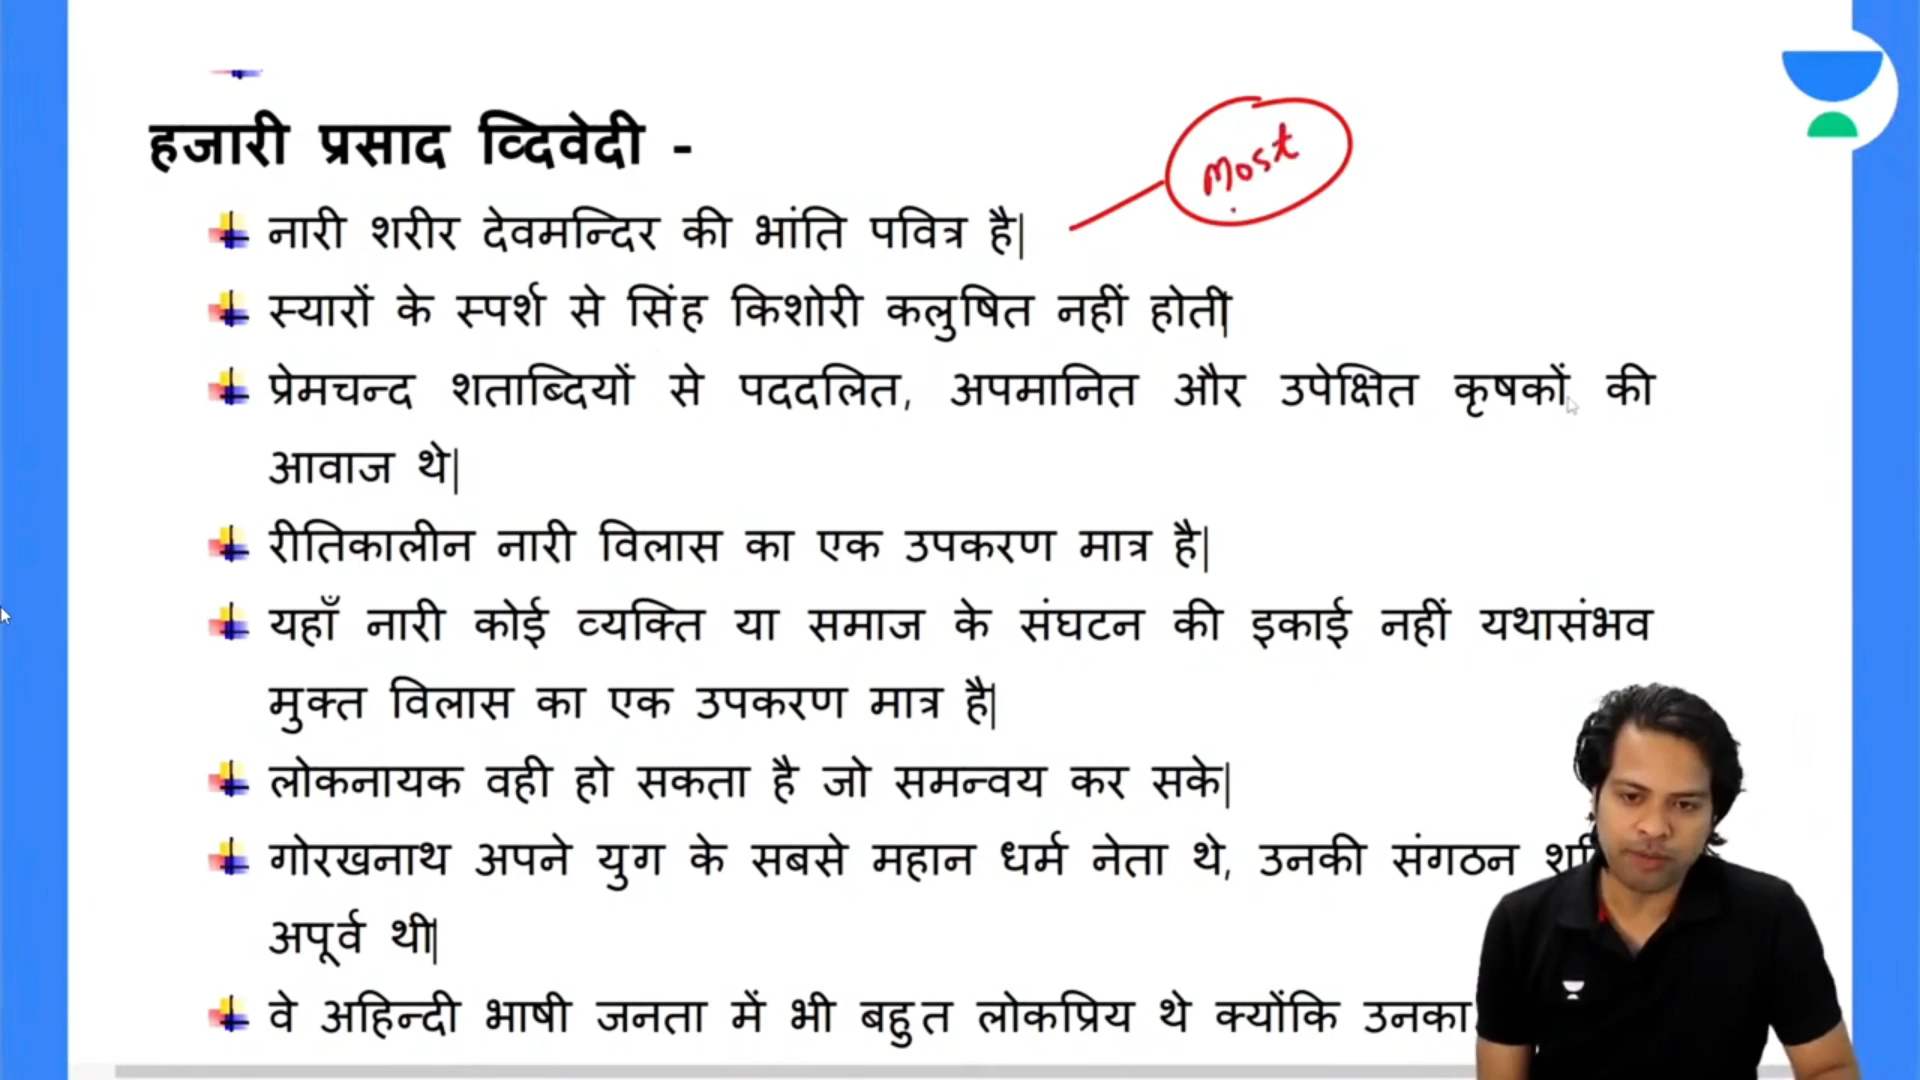 हजारी प्रसाद व्दिवेदी -
Most
नारी शरीर देवमन्दिर की भांति पवित्र है|
स्यारों के स्पर्श से सिंह किशोरी कलुषित नहीं होती|
प्रेमचन्द शताब्दियों से पददलित, अपमानित और उपेक्षित कृषकों की
आवाज थे|
रीतिकालीन नारी विलास का एक उपकरण मात्र है|
यहाँ नारी कोई व्यक्ति या समाज के संघटन की इकाई नहीं यथासंभव
मुक्त विलास का एक उपकरण मात्र है|
लोकनायक वही हो सकता है जो समन्वय कर सके|
गोरखनाथ अपने युग के सबसे महान धर्म नेता थे, उनकी संगठन
अपूर्व थी|
वे अहिन्दी भाषी जनता में भी बहुत लोकप्रिय थे क्योंकि उनका